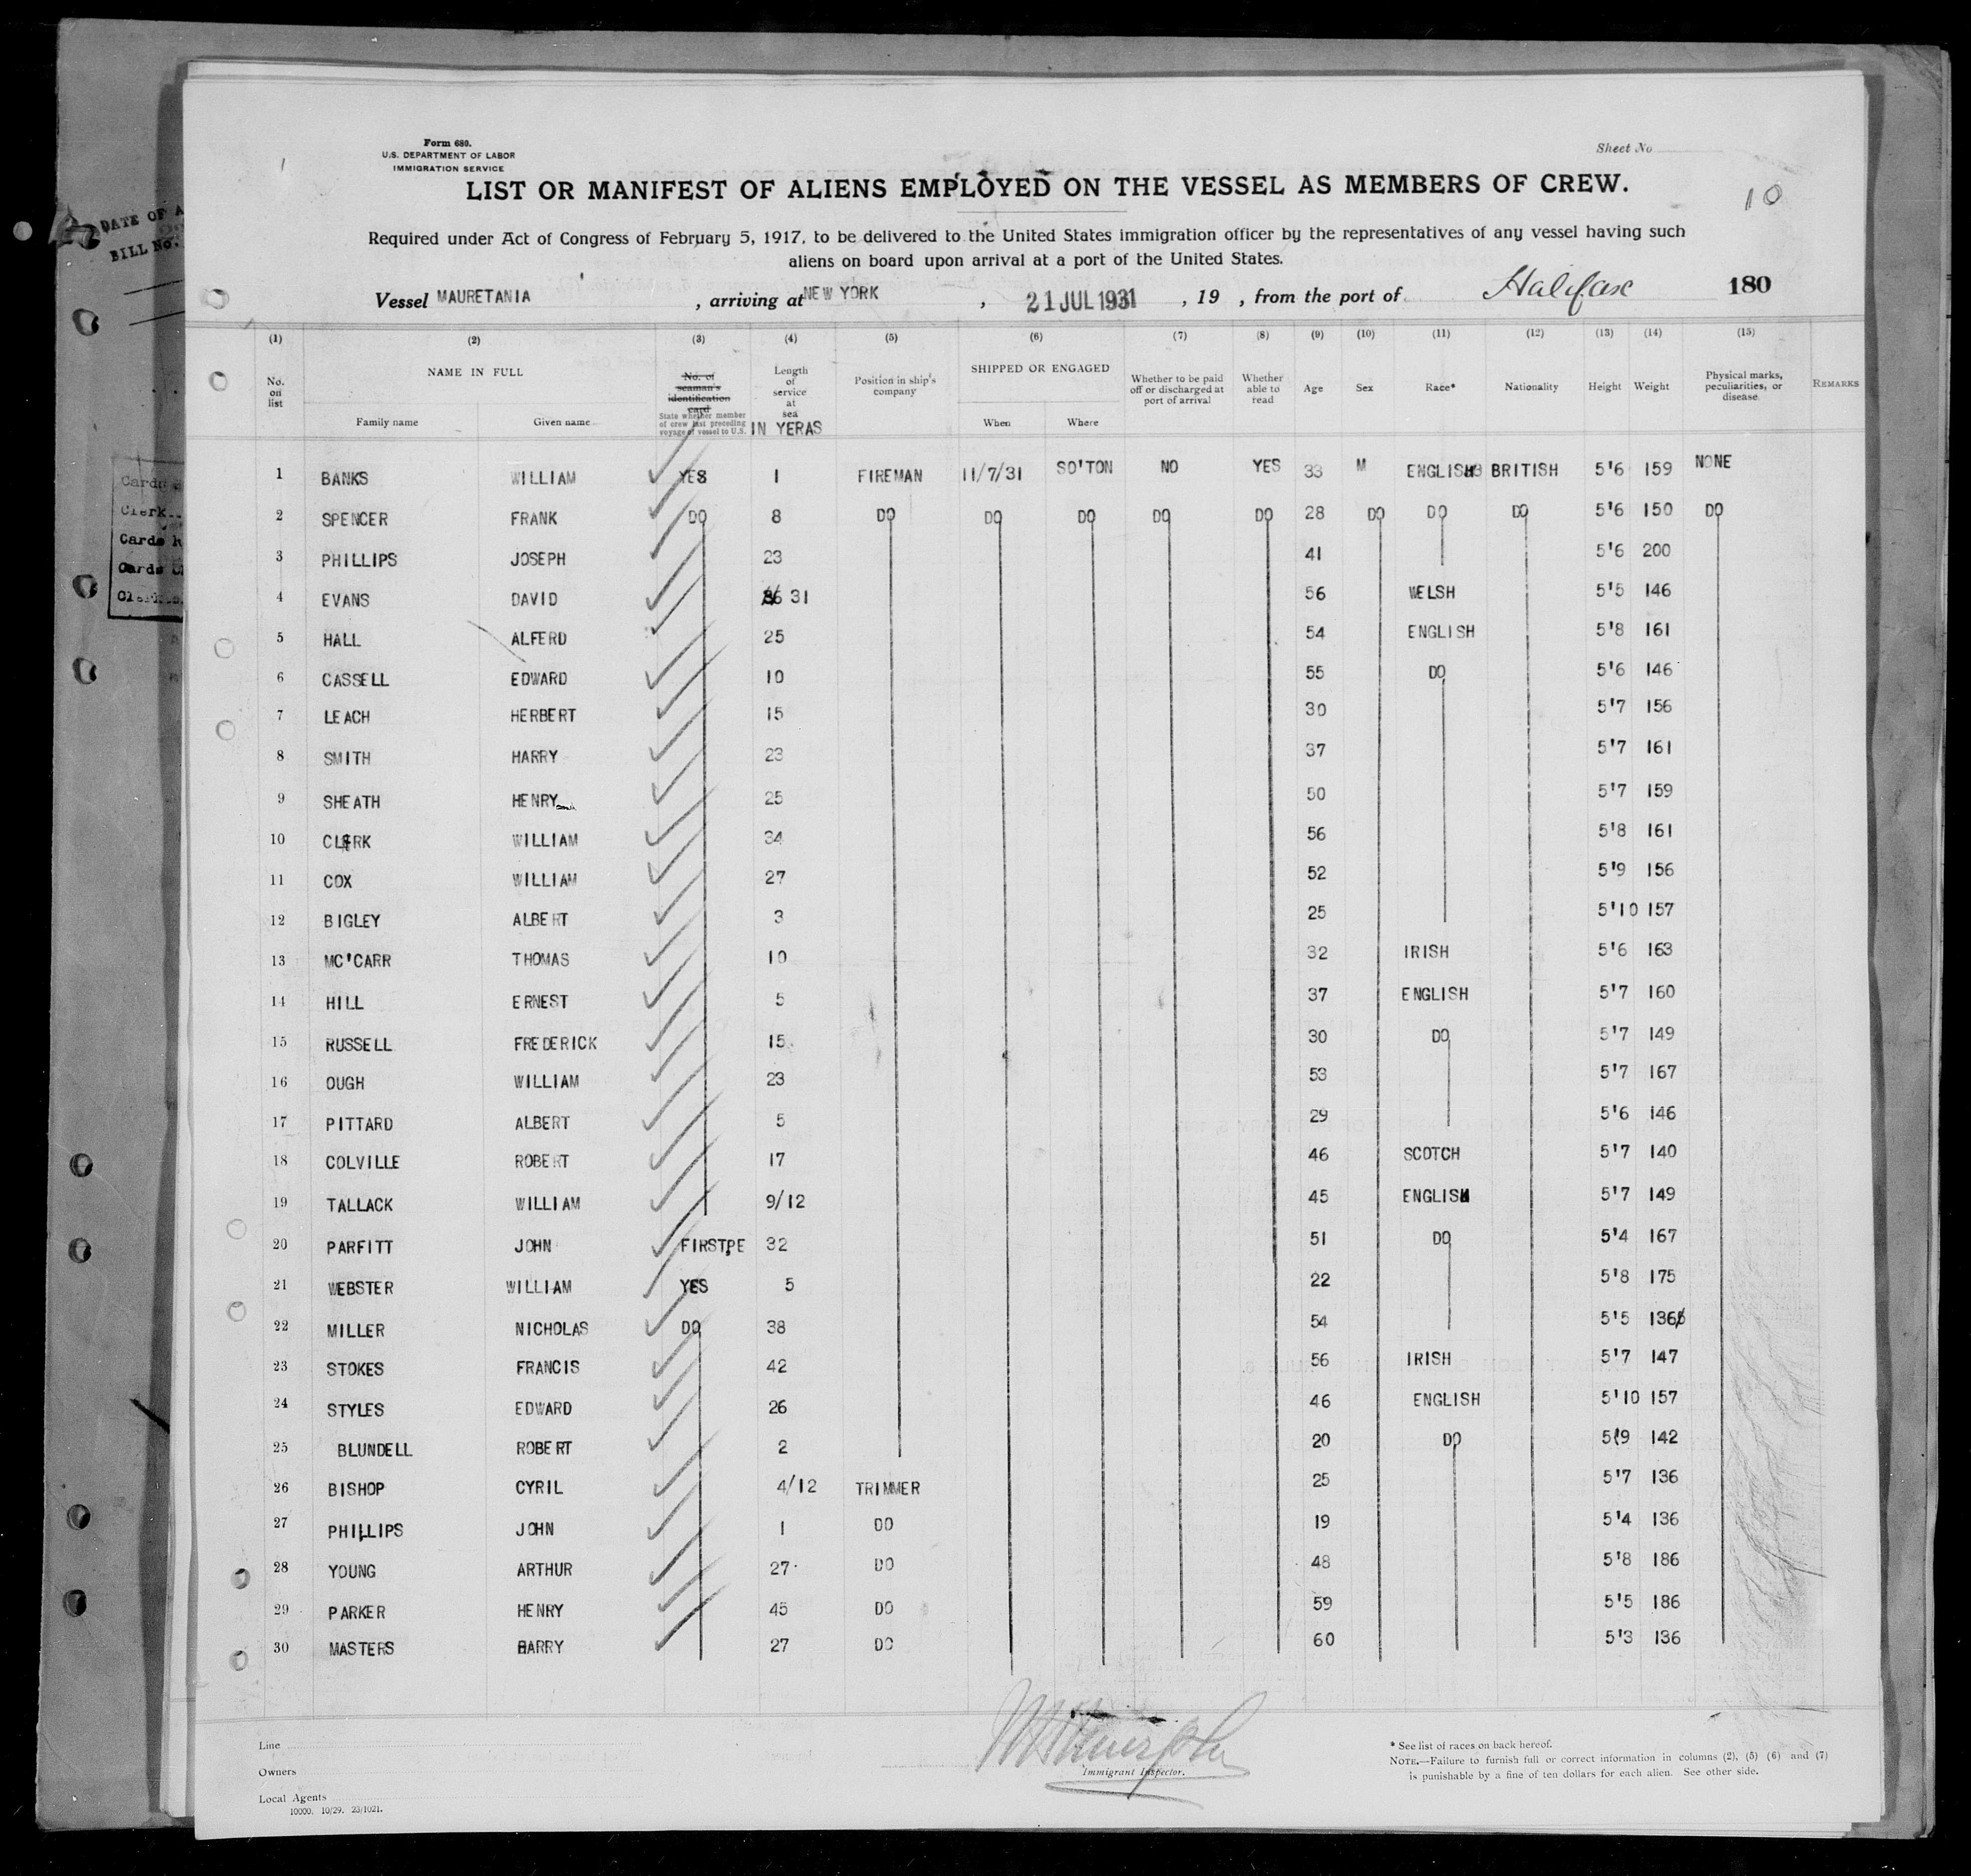 Form 680.
U.S. DEPARTMENT OF LABOR
IMMIGRATION SERVICE
Sheet No
LIST OR MANIFEST OF ALIENS EMPLOYED ON THE VESSEL AS MEMBERS OF CREW.
10
DATE OF A
BILL No.
Required under Act of Congress of February 5, 1917, to be delivered to the United States immigration officer by the representatives of any vessel having such
aliens on board upon arrival at a port of the United States.
Vessel MAURETANIA , arriving at NEW YORK , 21 JUL 1931 , 19 , from the port of Halifax 180
(1) (2) (3) (4) (5) (6) (7) (8) (9) (10) (11) (12) (13) (14) (15)
No. on list NAME IN FULL No. of seaman's identification card Length of service at sea Position in ship's company SHIPPED OR ENGAGED Whether to be paid off or discharged at port of arrival Whether able to read Age Sex Race* Nationality Height Weight Physical marks, peculiarities, or disease REMARKS
Family name Given name State whether member of crew last preceding voyage of vessel to U.S. IN YERAS When Where
1 BANKS WILLIAM YES 1 FIREMAN 11/7/31 SO'TON NO YES 33 M ENGLISH BRITISH 5'6 159 NONE
2 SPENCER FRANK DO 8 DO DO DO DO DO 28 DO DO DO 5'6 150 DO
3 PHILLIPS JOSEPH 23 41 5'6 200
4 EVANS DAVID 31 56 WELSH 5'5 146
5 HALL ALFERD 25 54 ENGLISH 5'8 161
6 CASSELL EDWARD 10 55 DO 5'6 146
7 LEACH HERBERT 15 30 5'7 156
8 SMITH HARRY 23 37 5'7 161
9 SHEATH HENRY 25 50 5'7 159
10 CLERK WILLIAM 34 56 5'8 161
11 COX WILLIAM 27 52 5'9 156
12 BIGLEY ALBERT 3 25 5'10 157
13 MC'CARR THOMAS 10 32 IRISH 5'6 163
14 HILL ERNEST 5 37 ENGLISH 5'7 160
15 RUSSELL FREDERICK 15 30 DO 5'7 149
16 OUGH WILLIAM 23 53 5'7 167
17 PITTARD ALBERT 5 29 5'6 146
18 COLVILLE ROBERT 17 46 SCOTCH 5'7 140
19 TALLACK WILLIAM 9/12 45 ENGLISH 5'7 149
20 PARFITT JOHN FIRSTPE 32 51 DO 5'4 167
21 WEBSTER WILLIAM YES 5 22 5'8 175
22 MILLER NICHOLAS DO 38 54 5'5 136
23 STOKES FRANCIS 42 56 IRISH 5'7 147
24 STYLES EDWARD 26 46 ENGLISH 5'10 157
25 BLUNDELL ROBERT 2 20 DO 5'9 142
26 BISHOP CYRIL 4/12 TRIMMER 25 5'7 136
27 PHILLIPS JOHN 1 DO 19 5'4 136
28 YOUNG ARTHUR 27 DO 48 5'8 186
29 PARKER HENRY 45 DO 59 5'5 186
30 MASTERS HARRY 27 DO 60 5'3 136
Line
Owners
Local Agents
10000. 10/29. 23/1021.
Immigrant Inspector.
* See list of races on back hereof.
NOTE.—Failure to furnish full or correct information in columns (2), (5) (6) and (7)
is punishable by a fine of ten dollars for each alien. See other side.